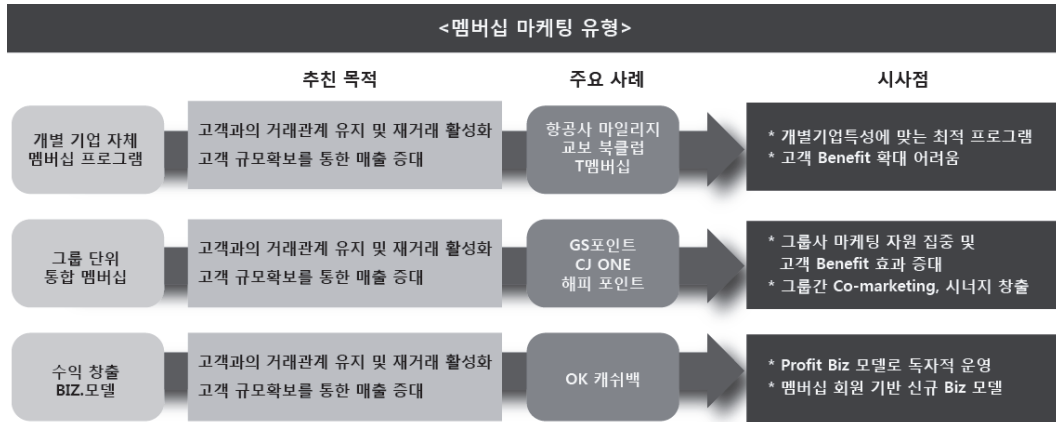 <멤버십 마케팅 유형>
추친 목적
주요 사례
시사점
개별 기업 자체
멤버십 프로그램
고객과의 거래관계 유지 및 재거래 활성화
고객 규모확보를 통한 매출 증대
항공사 마일리지
교보 북클럽
T멤버십
* 개별기업특성에 맞는 최적 프로그램
* 고객 Benefit 확대 어려움
그룹 단위
통합 멤버십
고객과의 거래관계 유지 및 재거래 활성화
고객 규모확보를 통한 매출 증대
GS포인트
CJ ONE
해피 포인트
* 그룹사 마케팅 자원 집중 및
고객 Benefit 효과 증대
* 그룹간 Co-marketing, 시너지 창출
수익 창출
BIZ.모델
고객과의 거래관계 유지 및 재거래 활성화
고객 규모확보를 통한 매출 증대
OK 캐쉬백
* Profit Biz 모델로 독자적 운영
* 멤버십 회원 기반 신규 Biz 모델